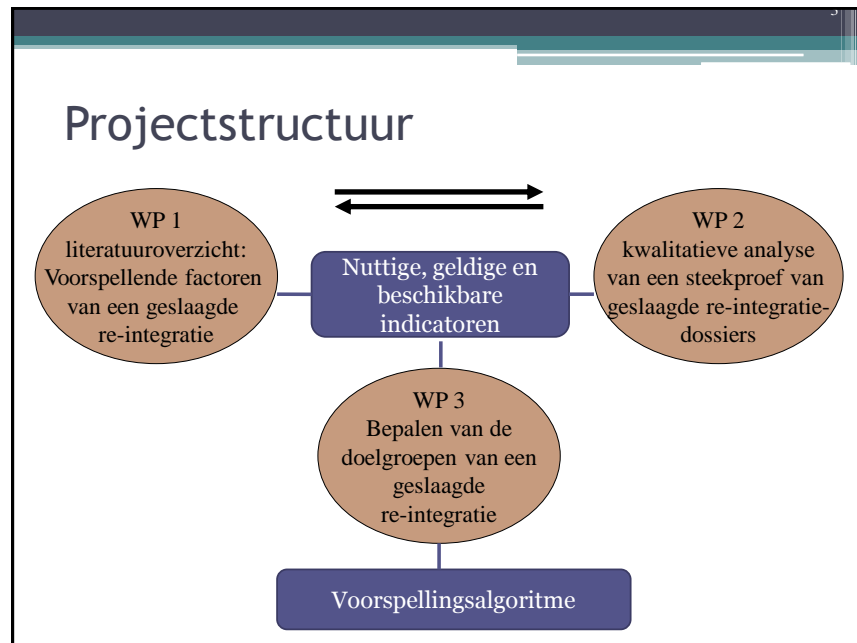 Projectstructuur
WP 1
literatuuroverzicht:
Voorspellende factoren
van een geslaagde
re-integratie
Nuttige, geldige en
beschikbare
indicatoren
WP 2
kwalitatieve analyse
van een steekproef van
geslaagde re-integratie-
dossiers
WP 3
Bepalen van de
doelgroepen van een
geslaagde
re-integratie
Voorspellingsalgoritme